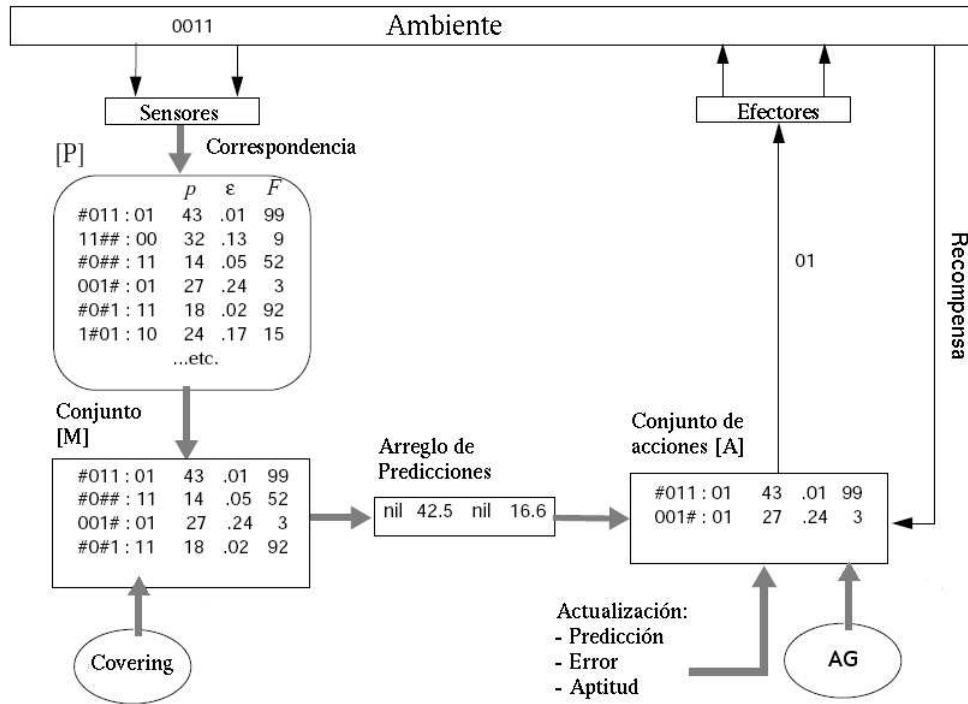 0011 Ambiente
Sensores
Efectores
Correspondencia
[P]
p ε F
#011 : 01 43 .01 99
11## : 00 32 .13 9
#0## : 11 14 .05 52
001# : 01 27 .24 3
#0#1 : 11 18 .02 92
1#01 : 10 24 .17 15
...etc.
01
Recompensa
Conjunto
[M]
#011 : 01 43 .01 99
#0## : 11 14 .05 52
001# : 01 27 .24 3
#0#1 : 11 18 .02 92
Arreglo de
Predicciones
nil 42.5 nil 16.6
Conjunto de
acciones [A]
#011 : 01 43 .01 99
001# : 01 27 .24 3
Covering
Actualización:
- Predicción
- Error
- Aptitud
AG